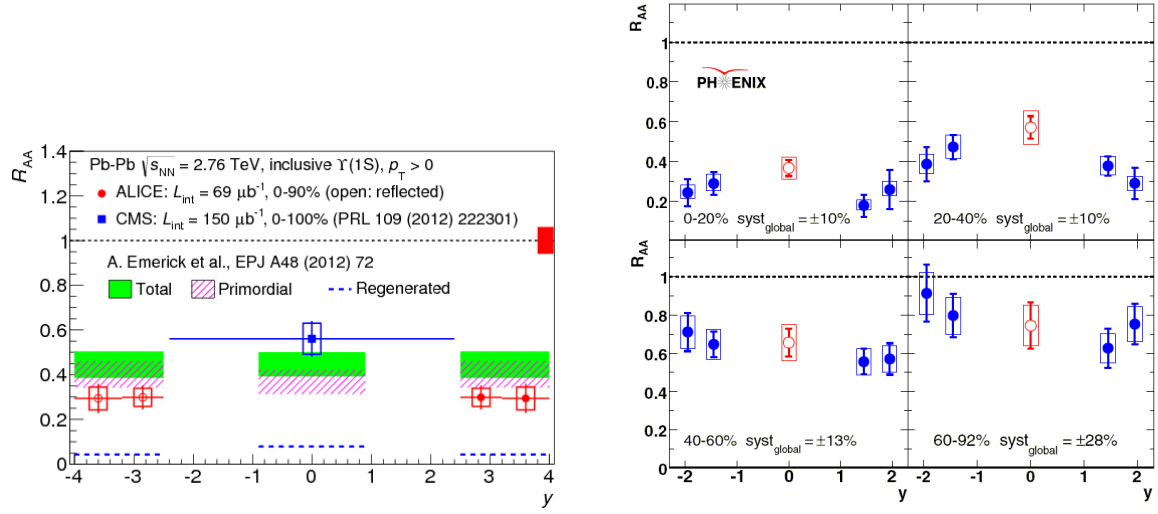 R_AA
1.4
1.2
1
0.8
0.6
0.4
0.2
0
Pb-Pb √s_NN = 2.76 TeV, inclusive ϒ(1S), p_T > 0
ALICE: L_int = 69 μb⁻¹, 0-90% (open: reflected)
CMS: L_int = 150 μb⁻¹, 0-100% (PRL 109 (2012) 222301)
A. Emerick et al., EPJ A48 (2012) 72
Total Primordial Regenerated
-4 -3 -2 -1 0 1 2 3 4
y
R_AA
1
0.8
0.6
0.4
0.2
PHENIX
0-20% syst_global = ±10%
20-40% syst_global = ±10%
R_AA
1
0.8
0.6
0.4
0.2
0
40-60% syst_global = ±13%
60-92% syst_global = ±28%
-2 -1 0 1 2
y
-2 -1 0 1 2
y